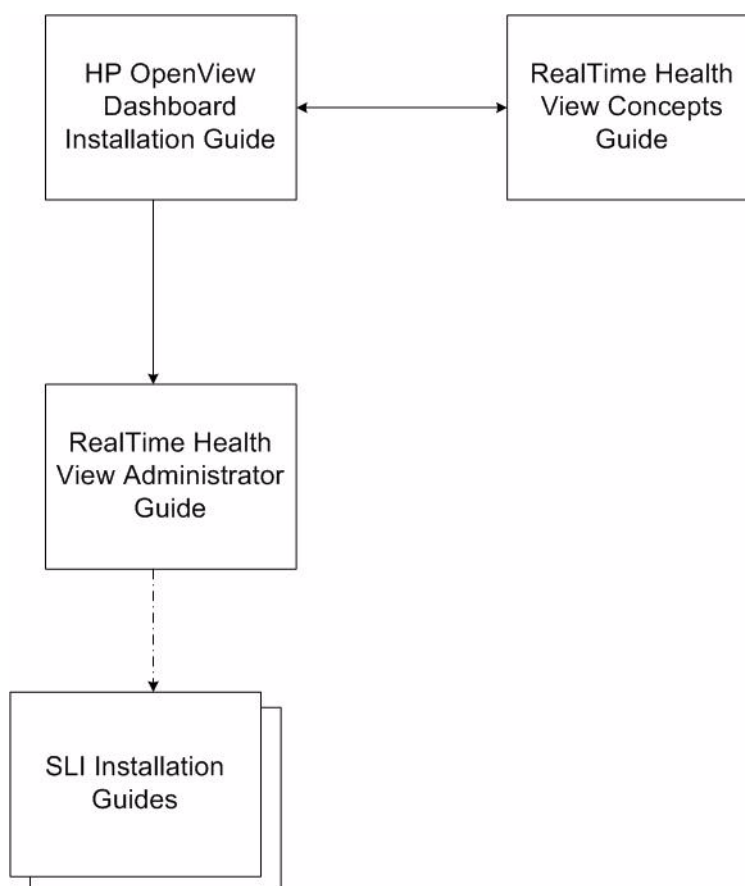 HP OpenView
Dashboard
Installation Guide
RealTime Health
View Concepts
Guide
RealTime Health
View Administrator
Guide
SLI Installation
Guides